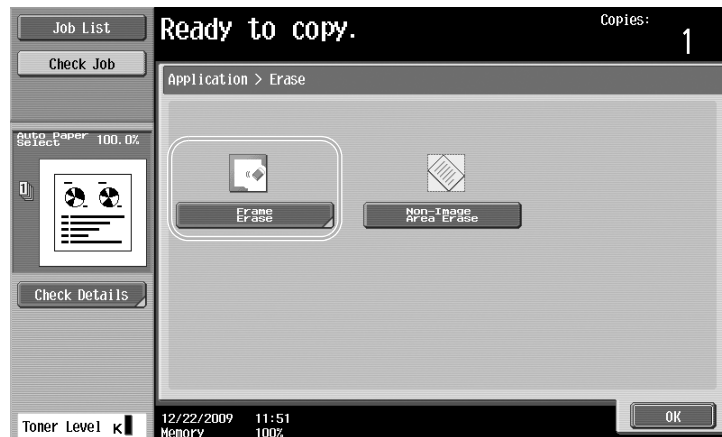 Job List
Ready to copy.
Copies:
1
Check Job
Application > Erase
Auto Paper
Select
100.0%
Frame
Erase
Non-Image
Area Erase
Check Details
Toner Level K
12/22/2009 11:51
Memory 100%
OK